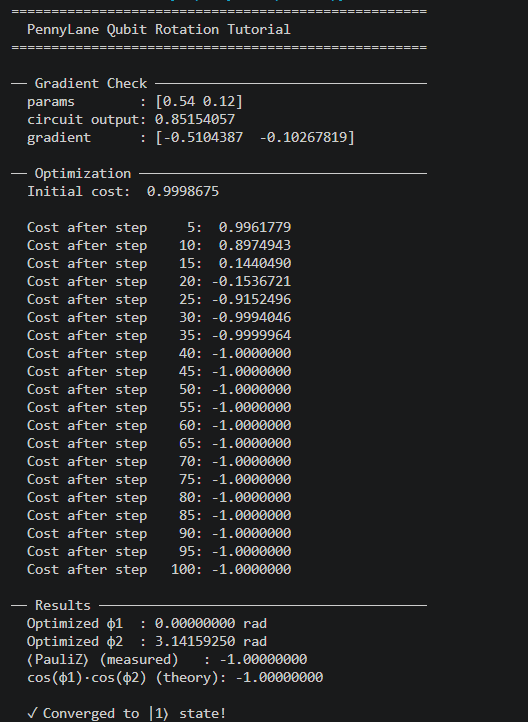 ====================================================
PennyLane Qubit Rotation Tutorial
====================================================
── Gradient Check ──────────────────────────────────
params        : [0.54 0.12]
circuit output: 0.85154057
gradient      : [-0.5104387  -0.10267819]
── Optimization ────────────────────────────────────
Initial cost:  0.9998675
Cost after step     5:  0.9961779
Cost after step    10:  0.8974943
Cost after step    15:  0.1440490
Cost after step    20: -0.1536721
Cost after step    25: -0.9152496
Cost after step    30: -0.9994046
Cost after step    35: -0.9999964
Cost after step    40: -1.0000000
Cost after step    45: -1.0000000
Cost after step    50: -1.0000000
Cost after step    55: -1.0000000
Cost after step    60: -1.0000000
Cost after step    65: -1.0000000
Cost after step    70: -1.0000000
Cost after step    75: -1.0000000
Cost after step    80: -1.0000000
Cost after step    85: -1.0000000
Cost after step    90: -1.0000000
Cost after step    95: -1.0000000
Cost after step   100: -1.0000000
── Results ─────────────────────────────────────────
Optimized ϕ1  : 0.00000000 rad
Optimized ϕ2  : 3.14159250 rad
⟨PauliZ⟩ (measured)   : -1.00000000
cos(ϕ1)·cos(ϕ2) (theory): -1.00000000
✓ Converged to |1⟩ state!